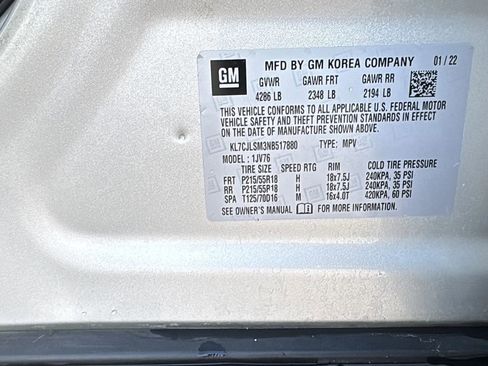 GM
MFD BY GM KOREA COMPANY 01/22
GVWR GAWR FRT GAWR RR
4286 LB 2348 LB 2194 LB
THIS VEHICLE CONFORMS TO ALL APPLICABLE U.S. FEDERAL MOTOR
VEHICLE SAFETY AND THEFT PREVENTION STANDARDS IN EFFECT ON
THE DATE OF MANUFACTURE SHOWN ABOVE.
KL7CJLSM3NB517880 TYPE: MPV
MODEL: 1JV76
TIRE SIZE SPEED RTG RIM COLD TIRE PRESSURE
FRT P215/55R18 H 18x7.5J 240KPA, 35 PSI
RR P215/55R18 H 18x7.5J 240KPA, 35 PSI
SPA T125/70D16 M 16x4.0T 420KPA, 60 PSI
SEE OWNER'S MANUAL FOR MORE INFORMATION.